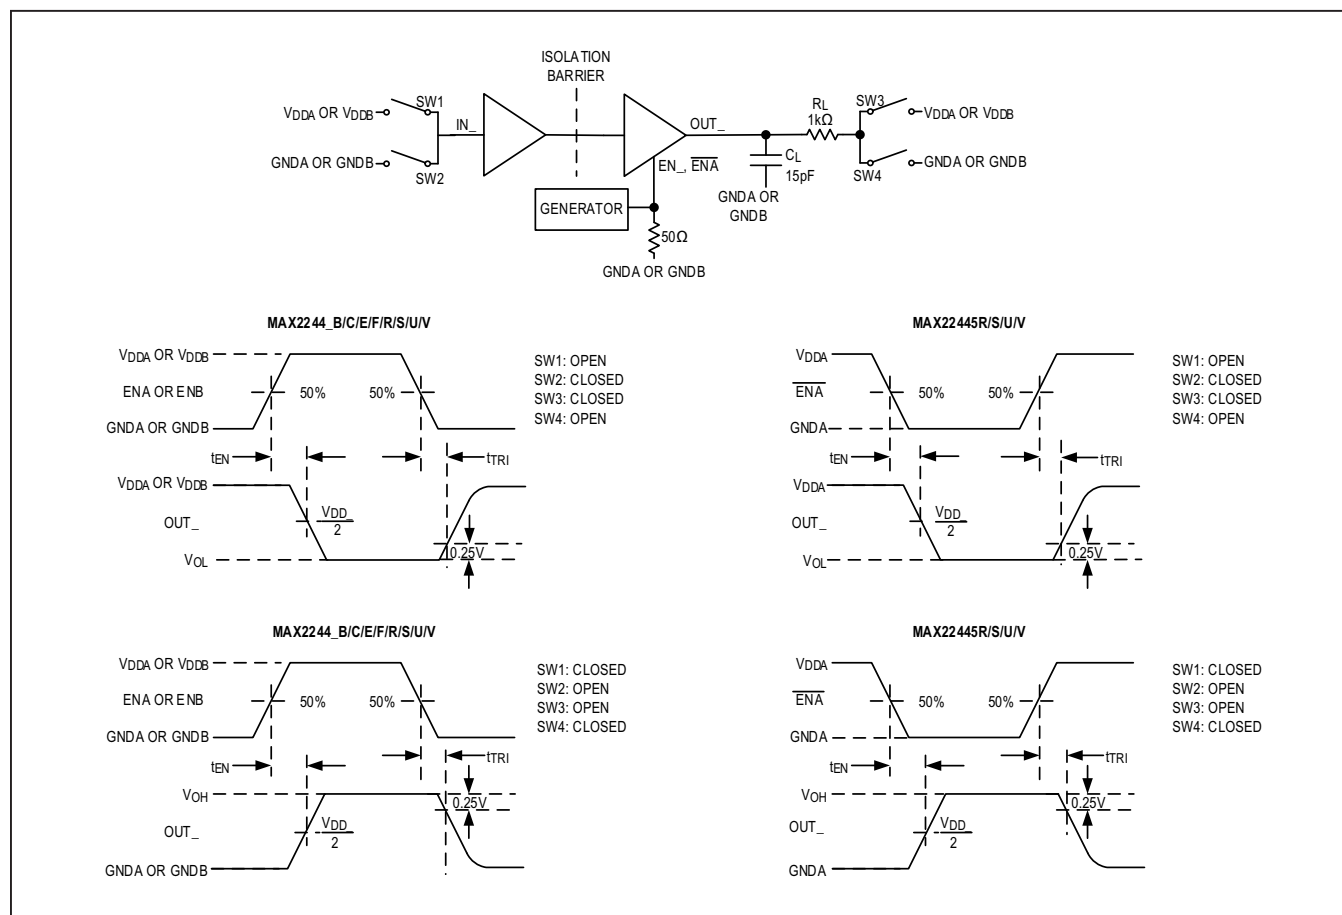 ISOLATION
BARRIER
VDDA OR VDDB
SW1
IN_
GNDA OR GNDB
SW2
OUT_
EN_, E̅N̅A̅
GENERATOR
50Ω
GNDA OR GNDB
CL
15pF
GNDA OR
GNDB
RL
1kΩ
SW3
VDDA OR VDDB
SW4
GNDA OR GNDB
MAX2244_B/C/E/F/R/S/U/V
VDDA OR VDDB
ENA OR ENB
50%
50%
GNDA OR GNDB
tEN
tTRI
VDDA OR VDDB
OUT_
VDD_
2
0.25V
VOL
SW1: OPEN
SW2: CLOSED
SW3: CLOSED
SW4: OPEN
MAX22445R/S/U/V
VDDA
E̅N̅A̅
50%
50%
GNDA
tEN
tTRI
VDDA
OUT_
VDD_
2
0.25V
VOL
SW1: OPEN
SW2: CLOSED
SW3: CLOSED
SW4: OPEN
MAX2244_B/C/E/F/R/S/U/V
VDDA OR VDDB
ENA OR ENB
50%
50%
GNDA OR GNDB
tEN
tTRI
VOH
0.25V
OUT_
VDD_
2
GNDA OR GNDB
SW1: CLOSED
SW2: OPEN
SW3: OPEN
SW4: CLOSED
MAX22445R/S/U/V
VDDA
E̅N̅A̅
50%
50%
GNDA
tEN
tTRI
VOH
0.25V
OUT_
VDD_
2
GNDA
SW1: CLOSED
SW2: OPEN
SW3: OPEN
SW4: CLOSED